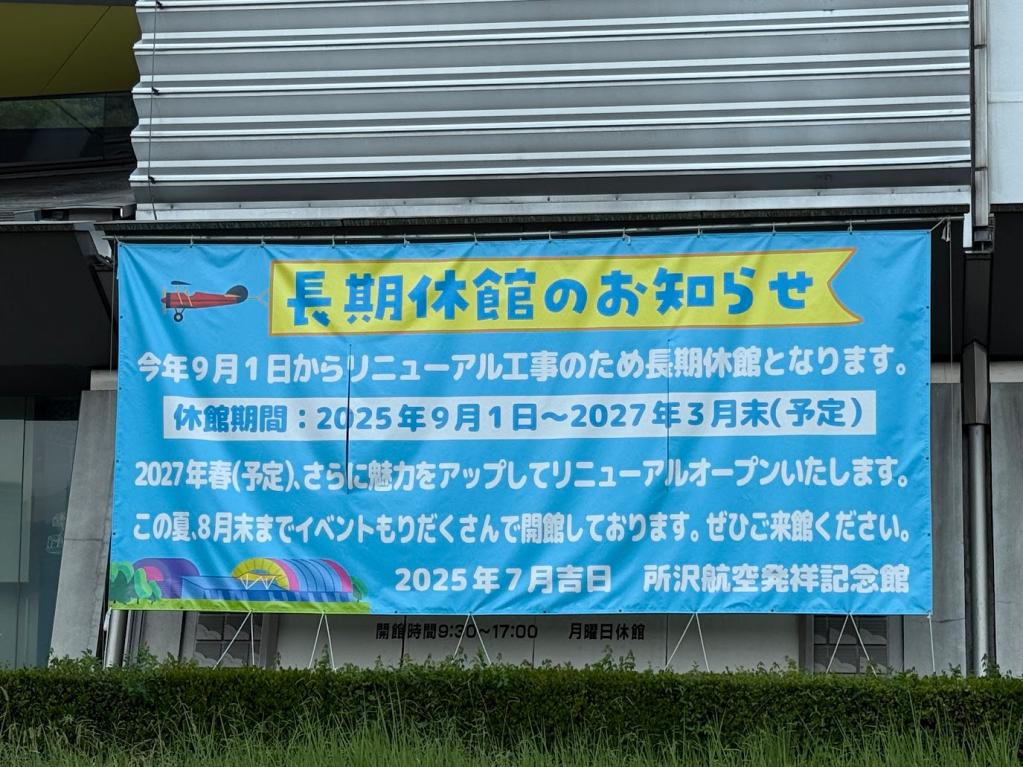 長期休館のお知らせ
今年9月1日からリニューアル工事のため長期休館となります。
休館期間：2025年9月1日～2027年3月末(予定)
2027年春(予定)、さらに魅力をアップしてリニューアルオープンいたします。
この夏、8月末までイベントもりだくさんで開館しております。ぜひご来館ください。
2025年7月吉日　所沢航空発祥記念館
開館時間9:30～17:00　月曜日休館